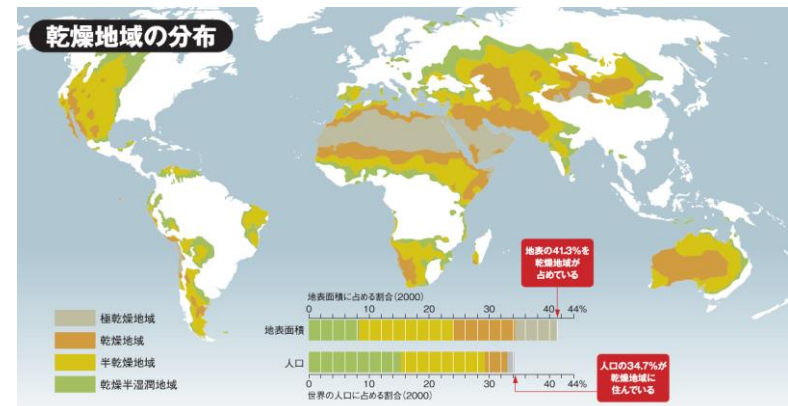 乾燥地域の分布
地表の41.3%を
乾燥地域が
占めている
地表面積に占める割合(2000)
0 10 20 30 40 44%
極乾燥地域
地表面積
乾燥地域
半乾燥地域
人口
乾燥半湿潤地域
0 10 20 30 40 44%
世界の人口に占める割合(2000)
人口の34.7%が
乾燥地域に
住んでいる